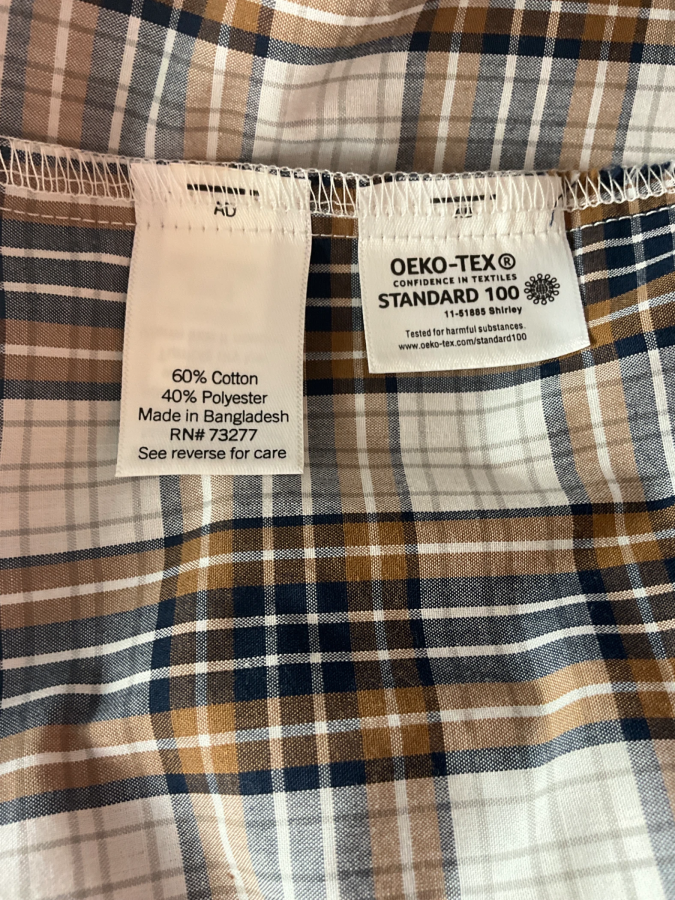 AD
60% Cotton
40% Polyester
Made in Bangladesh
RN# 73277
See reverse for care
OEKO-TEX®
CONFIDENCE IN TEXTILES
STANDARD 100
11-51885 Shirley
Tested for harmful substances.
www.oeko-tex.com/standard100